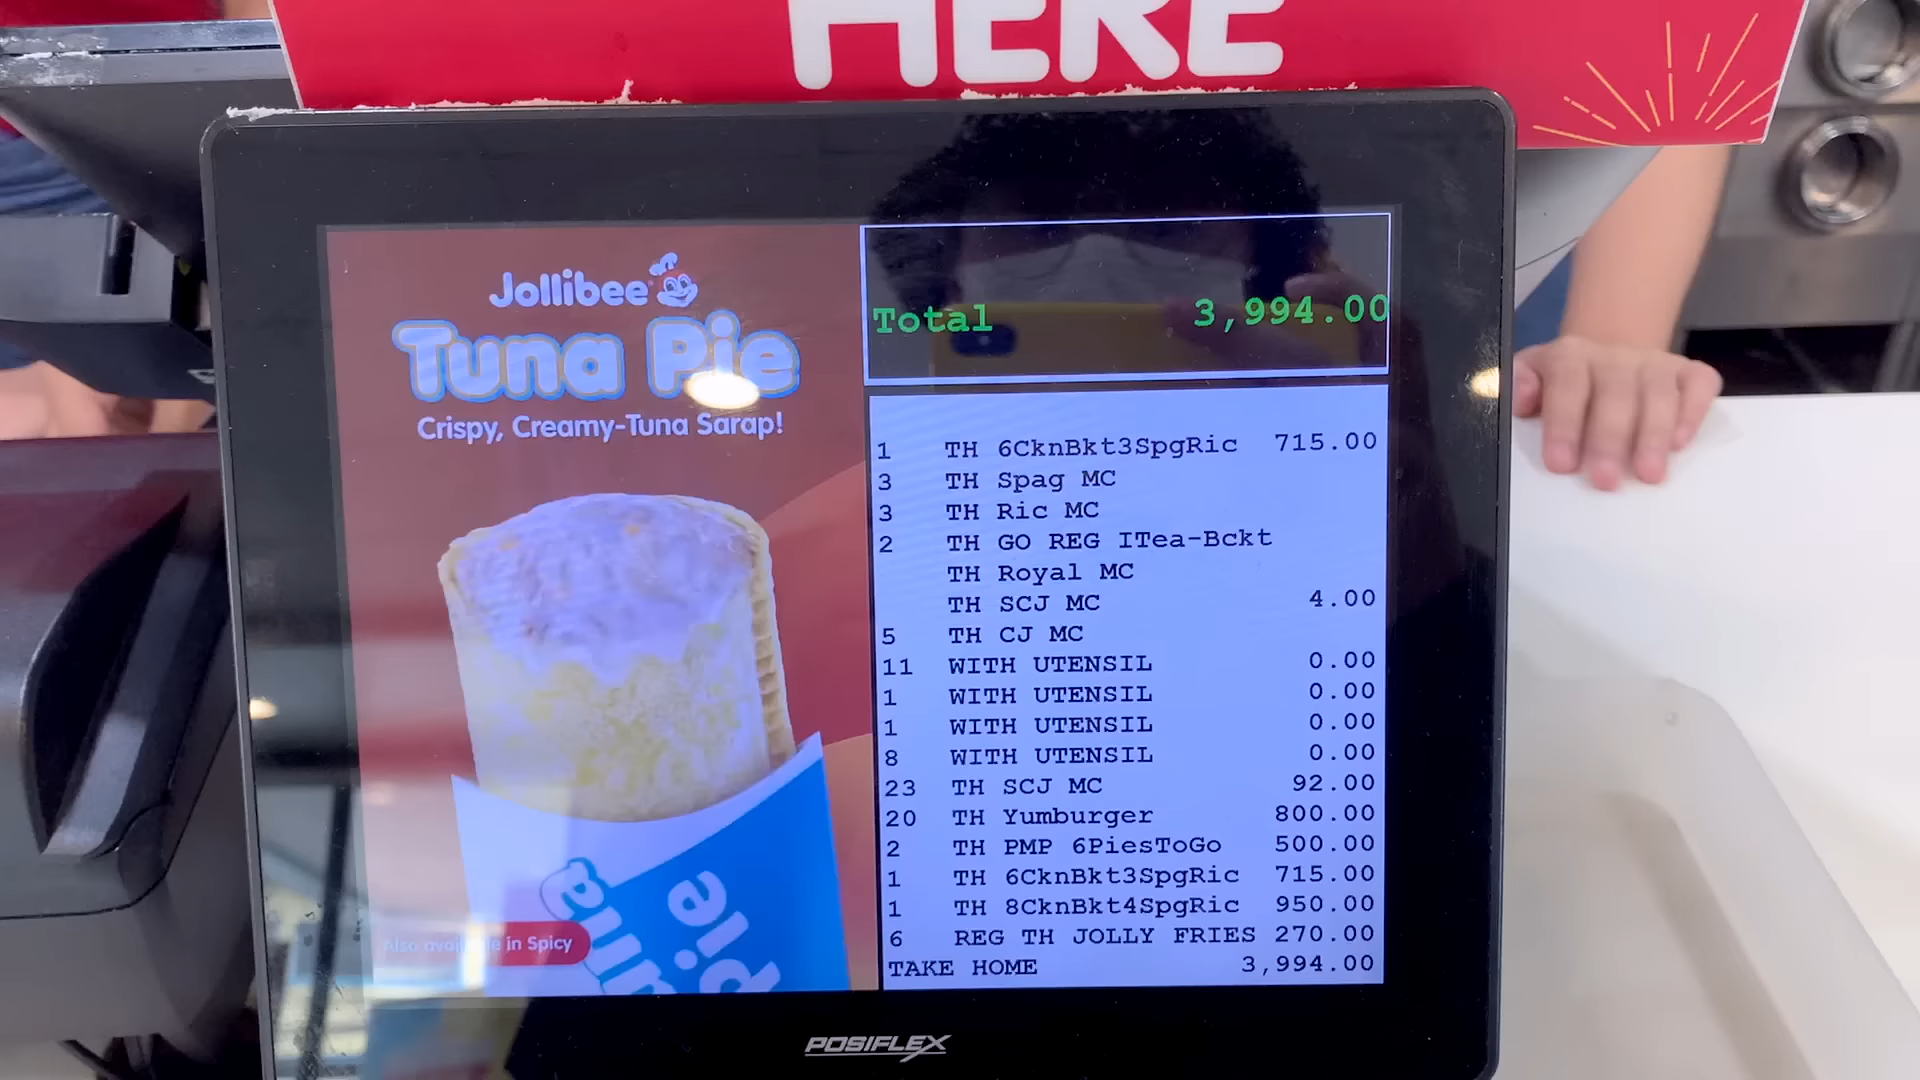 HERE
Jollibee
Tuna Pie
Crispy, Creamy-Tuna Sarap!
tuna
pie
Also available in Spicy
Total 3,994.00
1 TH 6CknBkt3SpgRic 715.00
3 TH Spag MC
3 TH Ric MC
2 TH GO REG ITea-Bckt
TH Royal MC
TH SCJ MC 4.00
5 TH CJ MC
11 WITH UTENSIL 0.00
1 WITH UTENSIL 0.00
1 WITH UTENSIL 0.00
8 WITH UTENSIL 0.00
23 TH SCJ MC 92.00
20 TH Yumburger 800.00
2 TH PMP 6PiesToGo 500.00
1 TH 6CknBkt3SpgRic 715.00
1 TH 8CknBkt4SpgRic 950.00
6 REG TH JOLLY FRIES 270.00
TAKE HOME 3,994.00
POSIFLEX